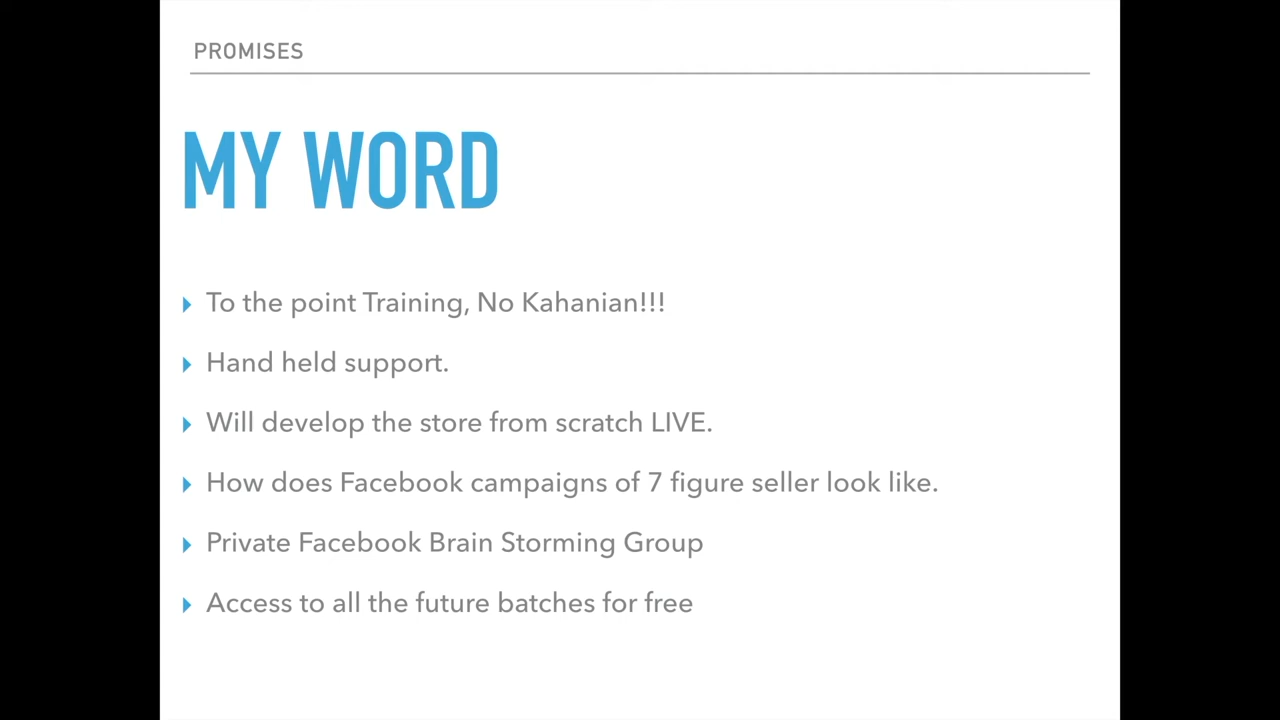 PROMISES
MY WORD
To the point Training, No Kahanian!!!
Hand held support.
Will develop the store from scratch LIVE.
How does Facebook campaigns of 7 figure seller look like.
Private Facebook Brain Storming Group
Access to all the future batches for free